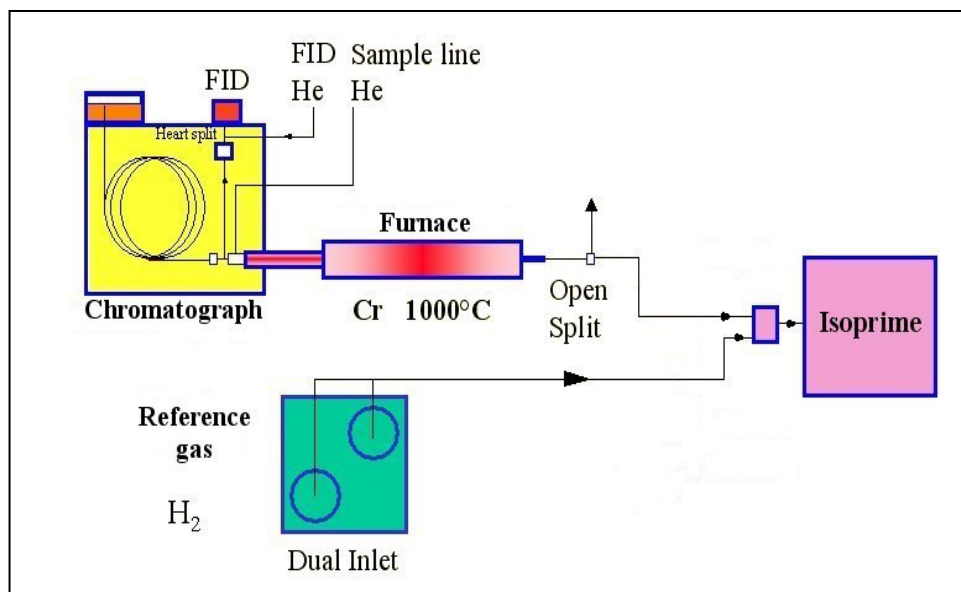 FID
Sample line
FID
He
He
Heart split
Furnace
Chromatograph
Cr 1000°C
Open
Split
Isoprime
Reference
gas
H₂
Dual Inlet